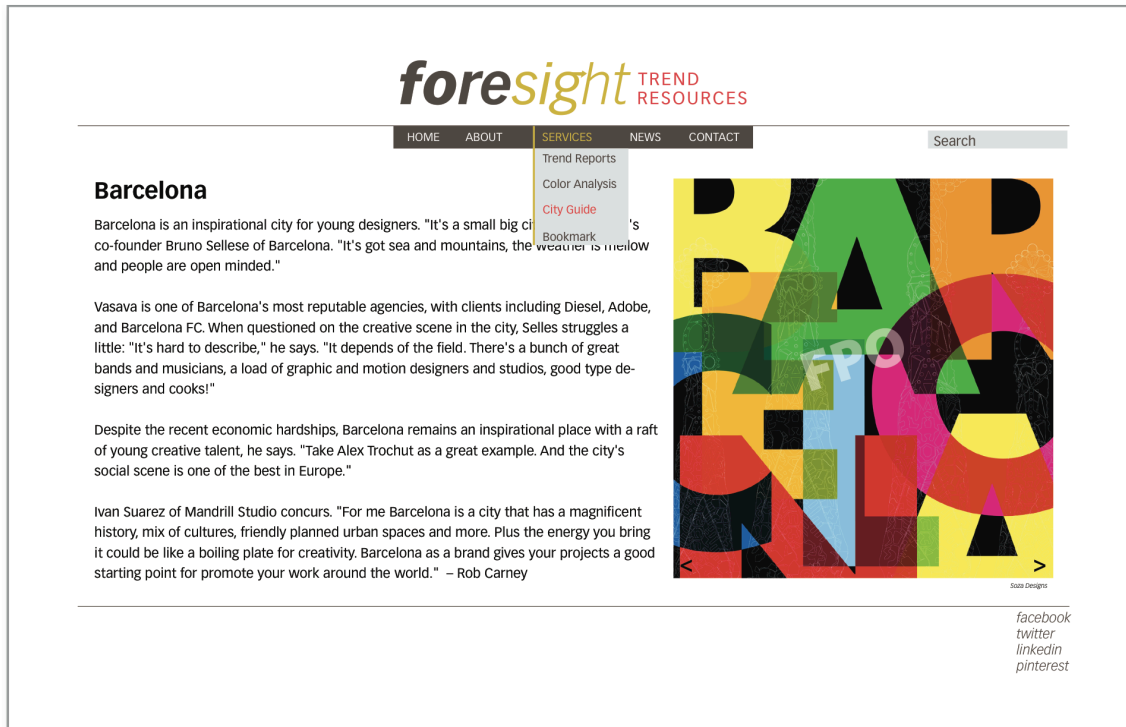 foresight TREND
RESOURCES
HOME ABOUT SERVICES NEWS CONTACT
Search
Trend Reports
Color Analysis
City Guide
Bookmark
Barcelona
Barcelona is an inspirational city for young designers. "It's a small big 's
co-founder Bruno Sellese of Barcelona. "It's got sea and mountains, the weather is mellow
and people are open minded."
Vasava is one of Barcelona's most reputable agencies, with clients including Diesel, Adobe,
and Barcelona FC. When questioned on the creative scene in the city, Selles struggles a
little: "It's hard to describe," he says. "It depends of the field. There's a bunch of great
bands and musicians, a load of graphic and motion designers and studios, good type de-
signers and cooks!"
Despite the recent economic hardships, Barcelona remains an inspirational place with a raft
of young creative talent, he says. "Take Alex Trochut as a great example. And the city's
social scene is one of the best in Europe."
Ivan Suarez of Mandrill Studio concurs. "For me Barcelona is a city that has a magnificent
history, mix of cultures, friendly planned urban spaces and more. Plus the energy you bring
it could be like a boiling plate for creativity. Barcelona as a brand gives your projects a good
starting point for promote your work around the world." – Rob Carney
BAR
CELO
NA
FPO
< >
Soza Designs
facebook
twitter
linkedin
pinterest